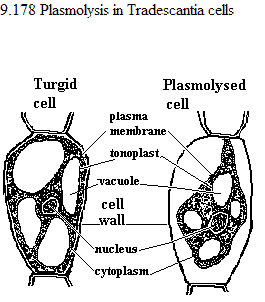 9.178 Plasmolysis in Tradescantia cells
Turgid
cell
Plasmolysed
cell
plasma
membrane
tonoplast
vacuole
cell
wall
nucleus
cytoplasm